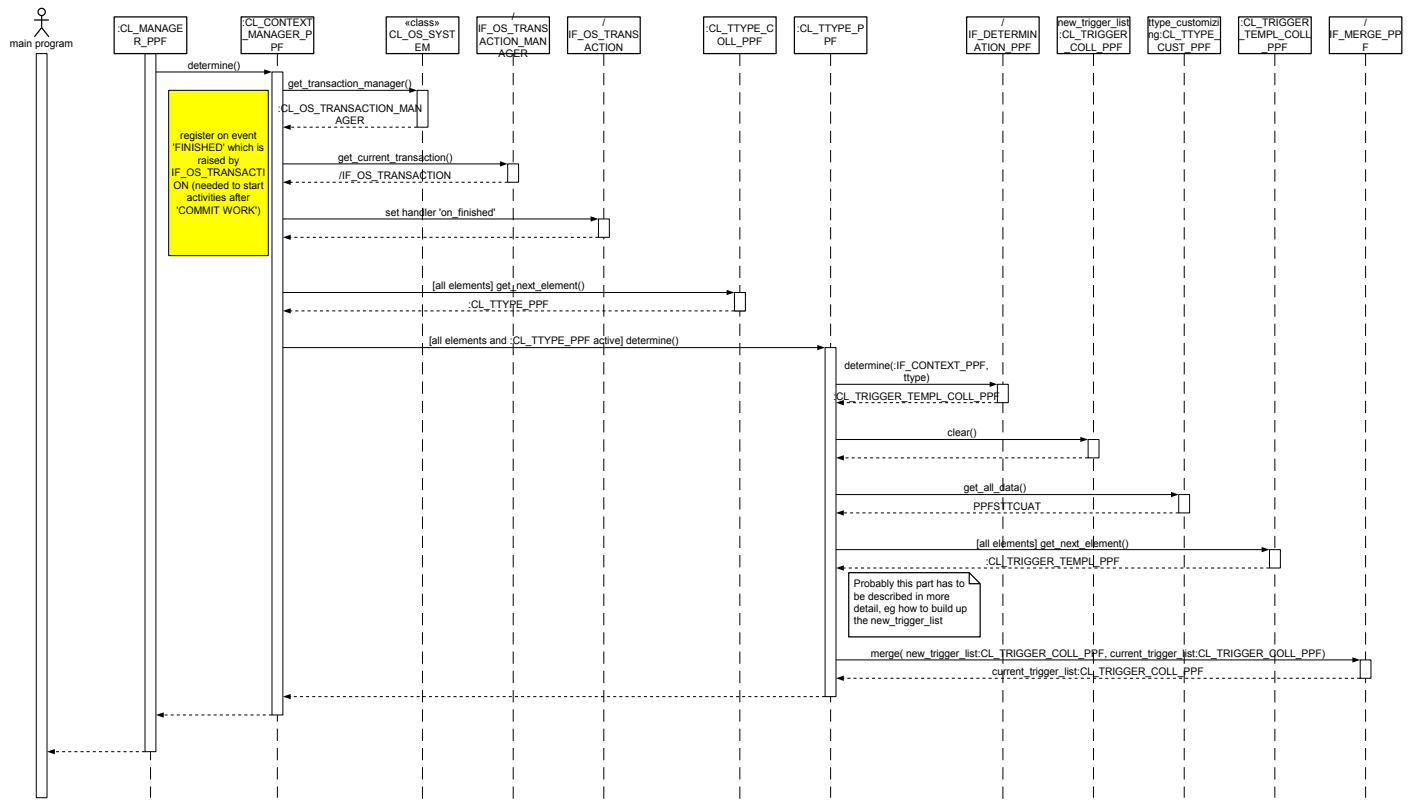 main program
:CL_MANAGE
R_PPF
:CL_CONTEXT
_MANAGER_P
PF
«class»
CL_OS_SYST
EM
/
IF_OS_TRANS
ACTION_MAN
AGER
/
IF_OS_TRANS
ACTION
:CL_TTYPE_C
OLL_PPF
:CL_TTYPE_P
PF
/
IF_DETERMIN
ATION_PPF
new_trigger_list
:CL_TRIGGER
_COLL_PPF
ttype_customizi
ng:CL_TTYPE_
CUST_PPF
:CL_TRIGGER
_TEMPL_COLL
_PPF
/
IF_MERGE_PP
F
determine()
get_transaction_manager()
:CL_OS_TRANSACTION_MAN
AGER
register on event
'FINISHED' which is
raised by
IF_OS_TRANSACTI
ON (needed to start
activities after
'COMMIT WORK')
get_current_transaction()
/IF_OS_TRANSACTION
set handler 'on_finished'
[all elements] get_next_element()
:CL_TTYPE_PPF
[all elements and :CL_TTYPE_PPF active] determine()
determine(:IF_CONTEXT_PPF,
ttype)
:CL_TRIGGER_TEMPL_COLL_PPF
clear()
get_all_data()
PPFSTTCUAT
[all elements] get_next_element()
:CL_TRIGGER_TEMPL_PPF
Probably this part has to
be described in more
detail, eg how to build up
the new_trigger_list
merge( new_trigger_list:CL_TRIGGER_COLL_PPF, current_trigger_list:CL_TRIGGER_COLL_PPF)
current_trigger_list:CL_TRIGGER_COLL_PPF